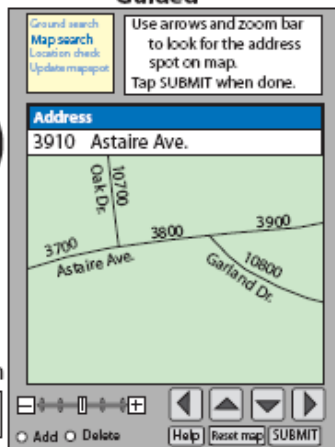 Guided
Ground search
Map search
Location check
Update mapspot
Use arrows and zoom bar
to look for the address
spot on map.
Tap SUBMIT when done.
Address
3910 Astaire Ave.
Oak Dr.
10700
3700
3800
3900
Astaire Ave.
Garland Dr.
10800
Add
Delete
Help
Reset map
SUBMIT